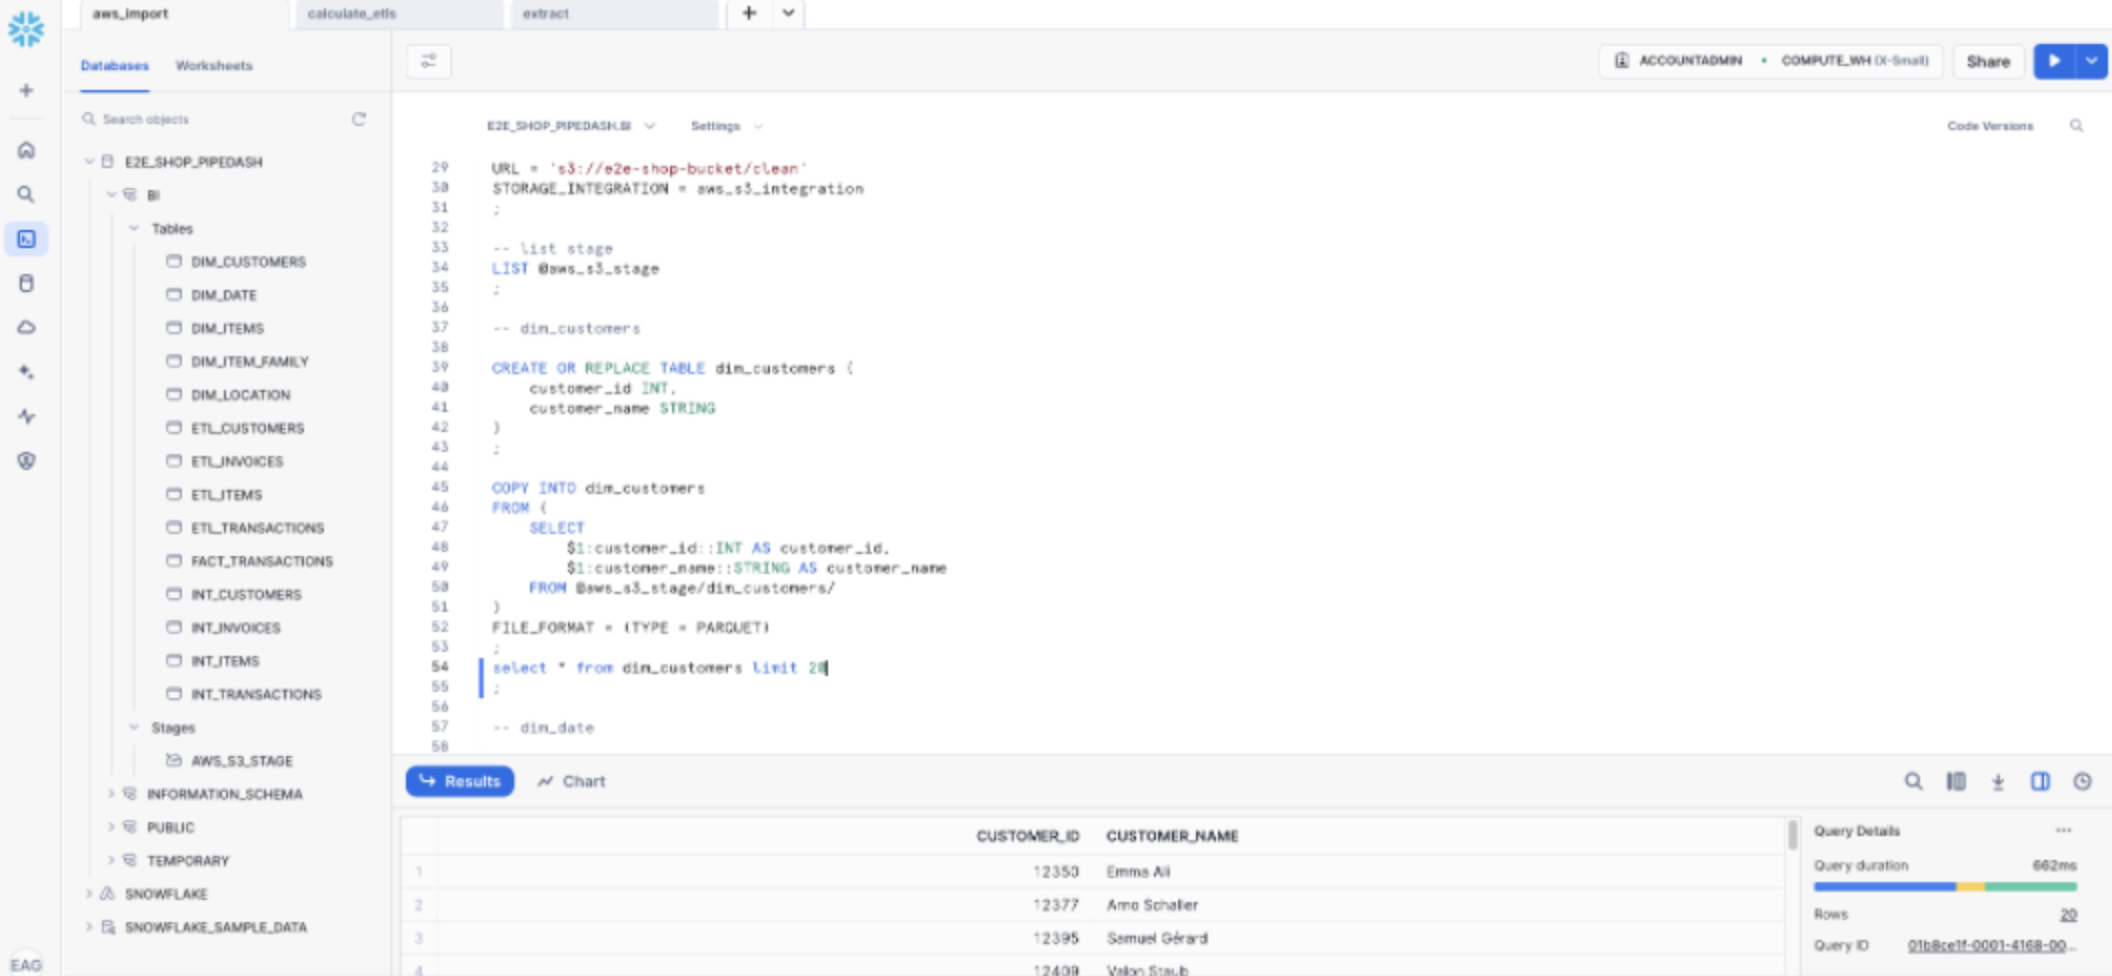 aws_import
calculate_etls
extract
Databases
Worksheets
ACCOUNTADMIN • COMPUTE_WH (X-Small)
Share
Search objects
E2E_SHOP_PIPEDASH
BI
Tables
DIM_CUSTOMERS
DIM_DATE
DIM_ITEMS
DIM_ITEM_FAMILY
DIM_LOCATION
ETL_CUSTOMERS
ETL_INVOICES
ETL_ITEMS
ETL_TRANSACTIONS
FACT_TRANSACTIONS
INT_CUSTOMERS
INT_INVOICES
INT_ITEMS
INT_TRANSACTIONS
Stages
AWS_S3_STAGE
INFORMATION_SCHEMA
PUBLIC
TEMPORARY
SNOWFLAKE
SNOWFLAKE_SAMPLE_DATA
EAG
E2E_SHOP_PIPEDASH.BI
Settings
Code Versions
29 URL = 's3://e2e-shop-bucket/clean'
30 STORAGE_INTEGRATION = aws_s3_integration
31 ;
32
33 -- list stage
34 LIST @aws_s3_stage
35 ;
36
37 -- dim_customers
38
39 CREATE OR REPLACE TABLE dim_customers (
40 customer_id INT,
41 customer_name STRING
42 )
43 ;
44
45 COPY INTO dim_customers
46 FROM (
47 SELECT
48 $1:customer_id::INT AS customer_id,
49 $1:customer_name::STRING AS customer_name
50 FROM @aws_s3_stage/dim_customers/
51 )
52 FILE_FORMAT = (TYPE = PARQUET)
53 ;
54 select * from dim_customers limit 20
55 ;
56
57 -- dim_date
58
Results
Chart
CUSTOMER_ID CUSTOMER_NAME
1 12350 Emma Ali
2 12377 Arno Schaller
3 12395 Samuel Gérard
4 12409 Valon Staub
Query Details
Query duration 662ms
Rows 20
Query ID 01b8ce1f-0001-4168-00...